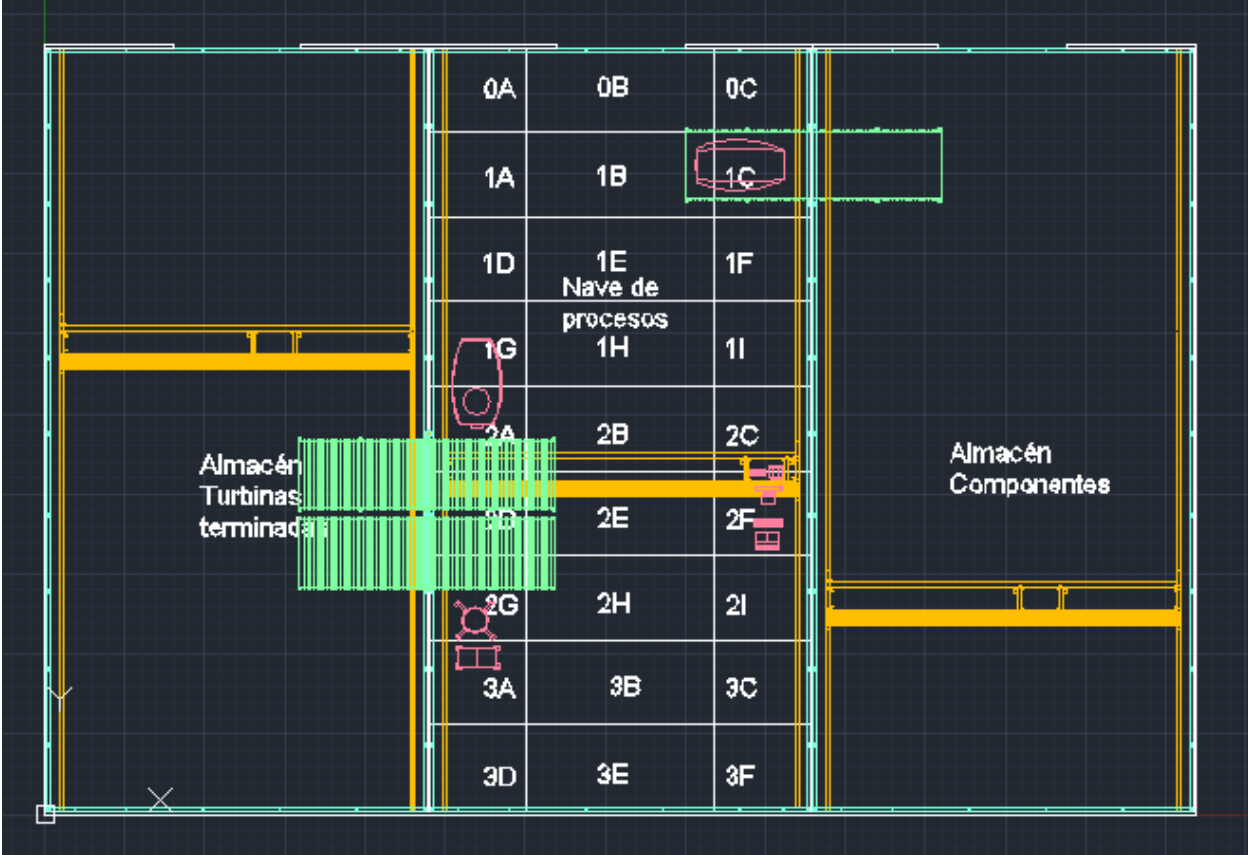 0A 0B 0C
1A 1B 1C
1D 1E 1F
Nave de
procesos
1G 1H 1I
2A 2B 2C
Almacén
Turbinas
terminadas
Almacén
Componentes
2D 2E 2F
2G 2H 2I
3A 3B 3C
3D 3E 3F
Y
X